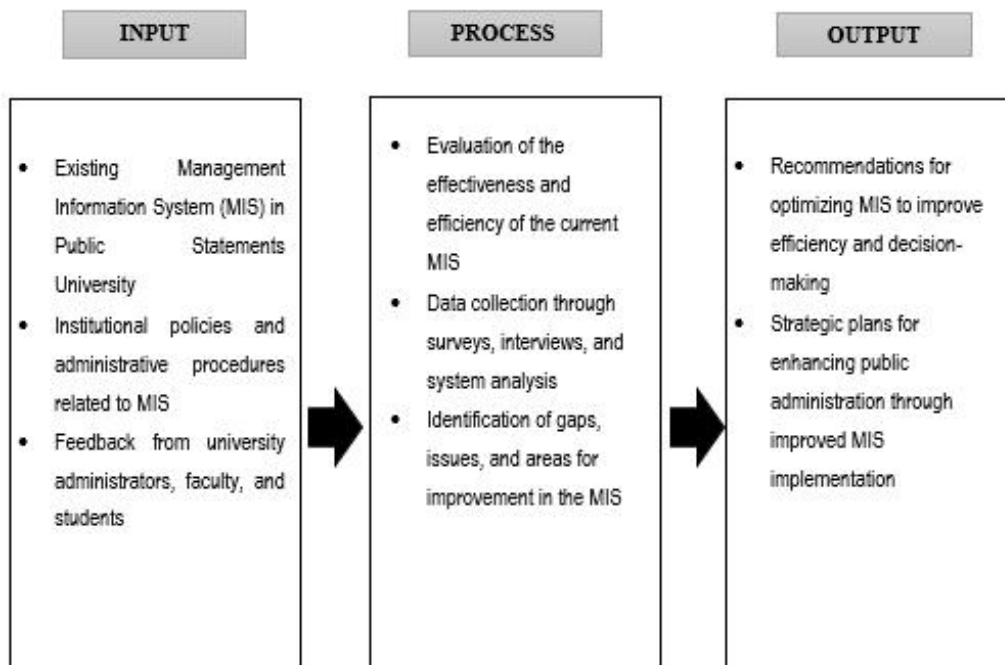 INPUT
PROCESS
OUTPUT
• Existing Management
Information System (MIS) in
Public Statements
University
• Institutional policies and
administrative procedures
related to MIS
• Feedback from university
administrators, faculty, and
students
• Evaluation of the
effectiveness and
efficiency of the current
MIS
• Data collection through
surveys, interviews, and
system analysis
• Identification of gaps,
issues, and areas for
improvement in the MIS
• Recommendations for
optimizing MIS to improve
efficiency and decision-
making
• Strategic plans for
enhancing public
administration through
improved MIS
implementation